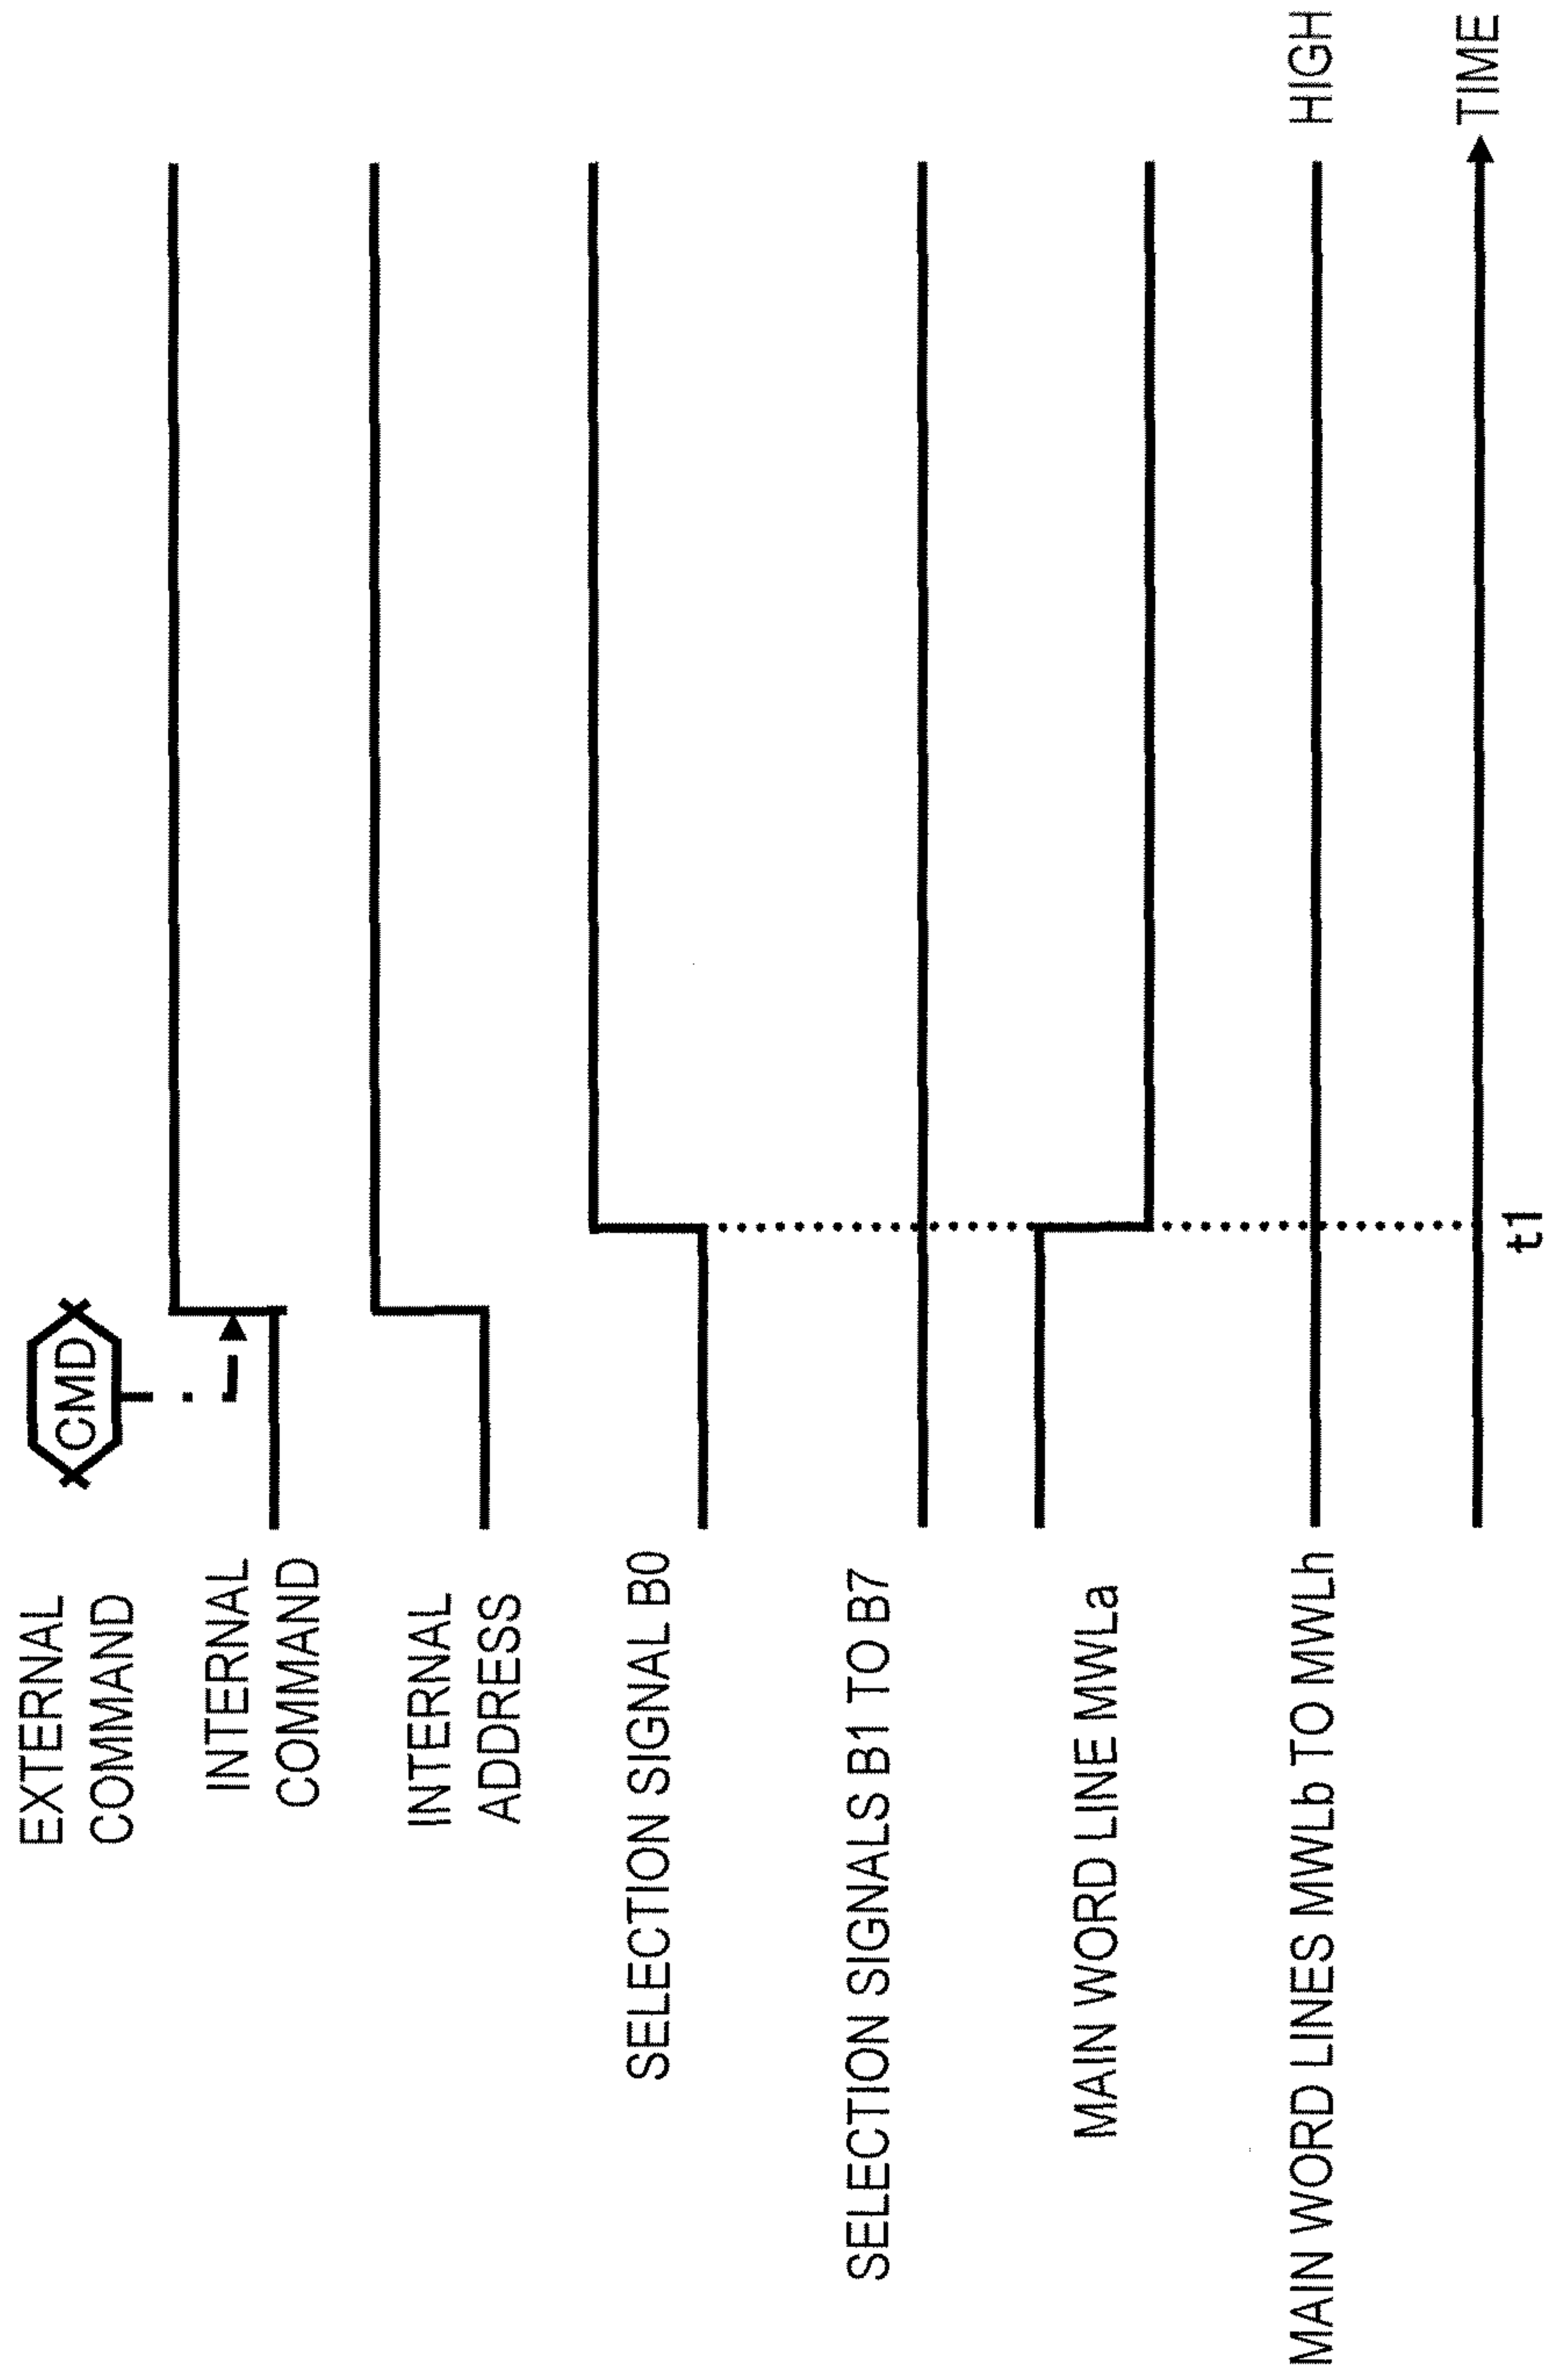 EXTERNAL
COMMAND
CMD
INTERNAL
COMMAND
INTERNAL
ADDRESS
SELECTION SIGNAL B0
SELECTION SIGNALS B1 TO B7
MAIN WORD LINE MWLa
MAIN WORD LINES MWLb TO MWLh
HIGH
TIME
t1